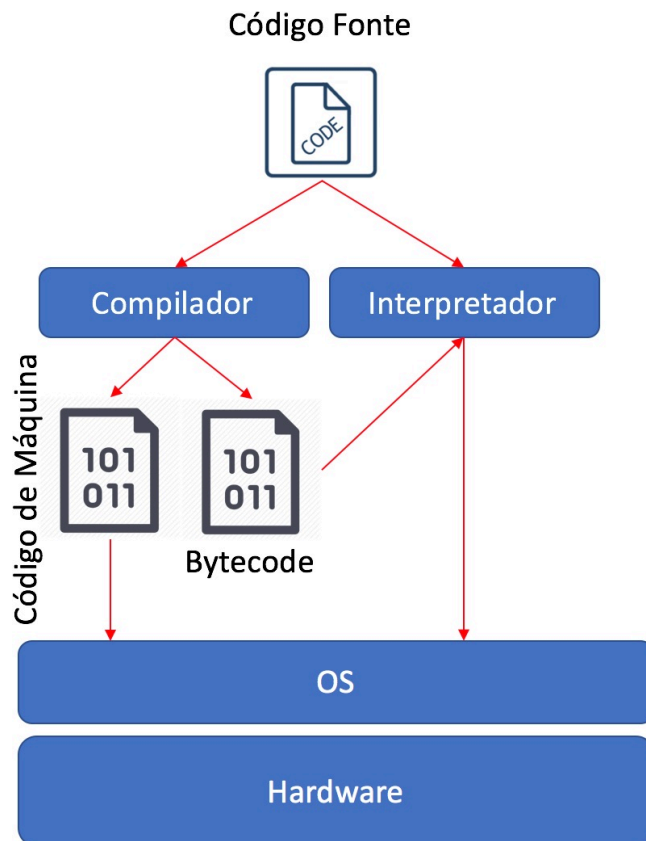 Código Fonte
CODE
Compilador
Interpretador
Código de Máquina
101
011
101
011
Bytecode
OS
Hardware